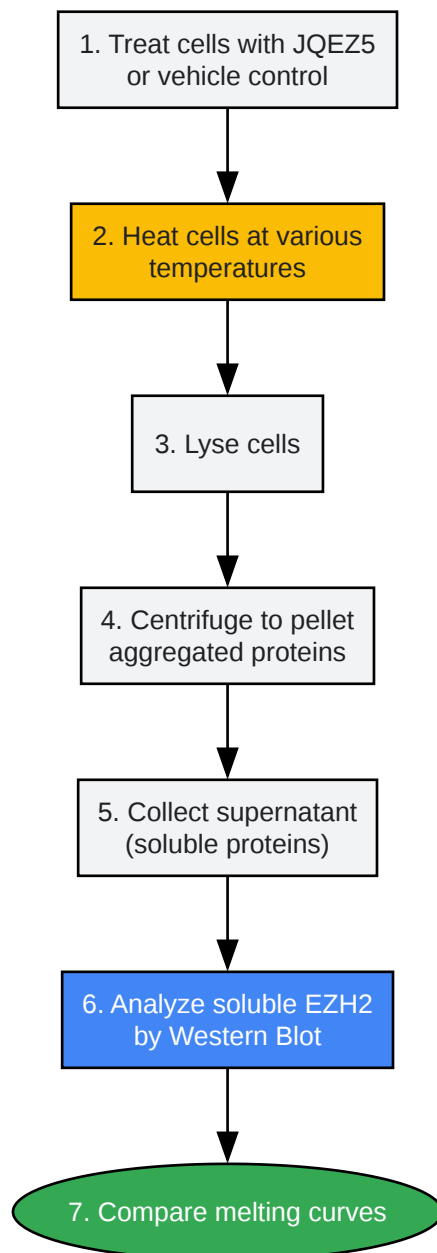 1. Treat cells with JQEZ5
or vehicle control
2. Heat cells at various
temperatures
3. Lyse cells
4. Centrifuge to pellet
aggregated proteins
5. Collect supernatant
(soluble proteins)
6. Analyze soluble EZH2
by Western Blot
7. Compare melting curves